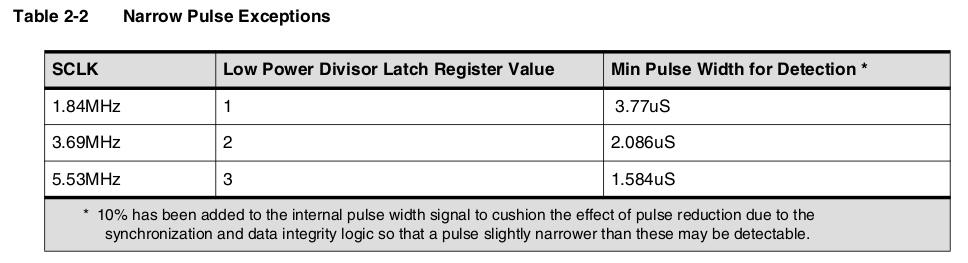 Table 2-2 Narrow Pulse Exceptions
SCLK Low Power Divisor Latch Register Value Min Pulse Width for Detection *
1.84MHz 1 3.77uS
3.69MHz 2 2.086uS
5.53MHz 3 1.584uS
* 10% has been added to the internal pulse width signal to cushion the effect of pulse reduction due to the
synchronization and data integrity logic so that a pulse slightly narrower than these may be detectable.